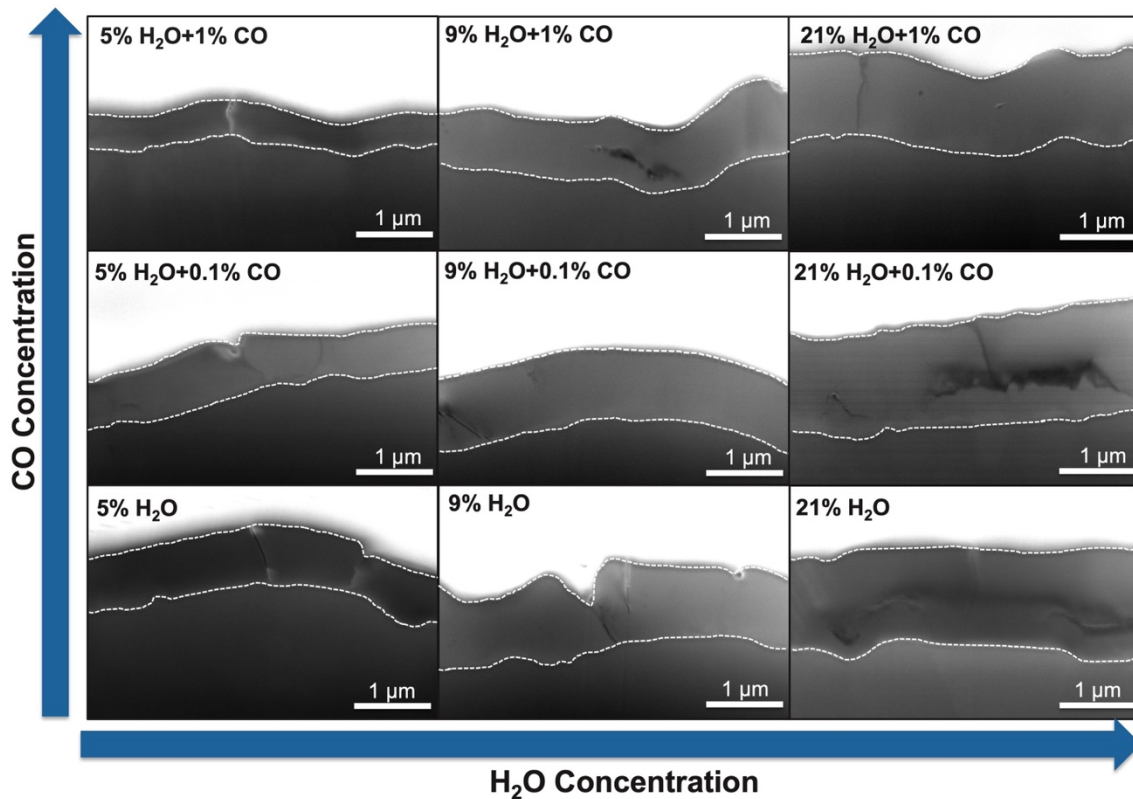 CO Concentration
5% H₂O+1% CO
1 µm
9% H₂O+1% CO
1 µm
21% H₂O+1% CO
1 µm
5% H₂O+0.1% CO
1 µm
9% H₂O+0.1% CO
1 µm
21% H₂O+0.1% CO
1 µm
5% H₂O
1 µm
9% H₂O
1 µm
21% H₂O
1 µm
H₂O Concentration